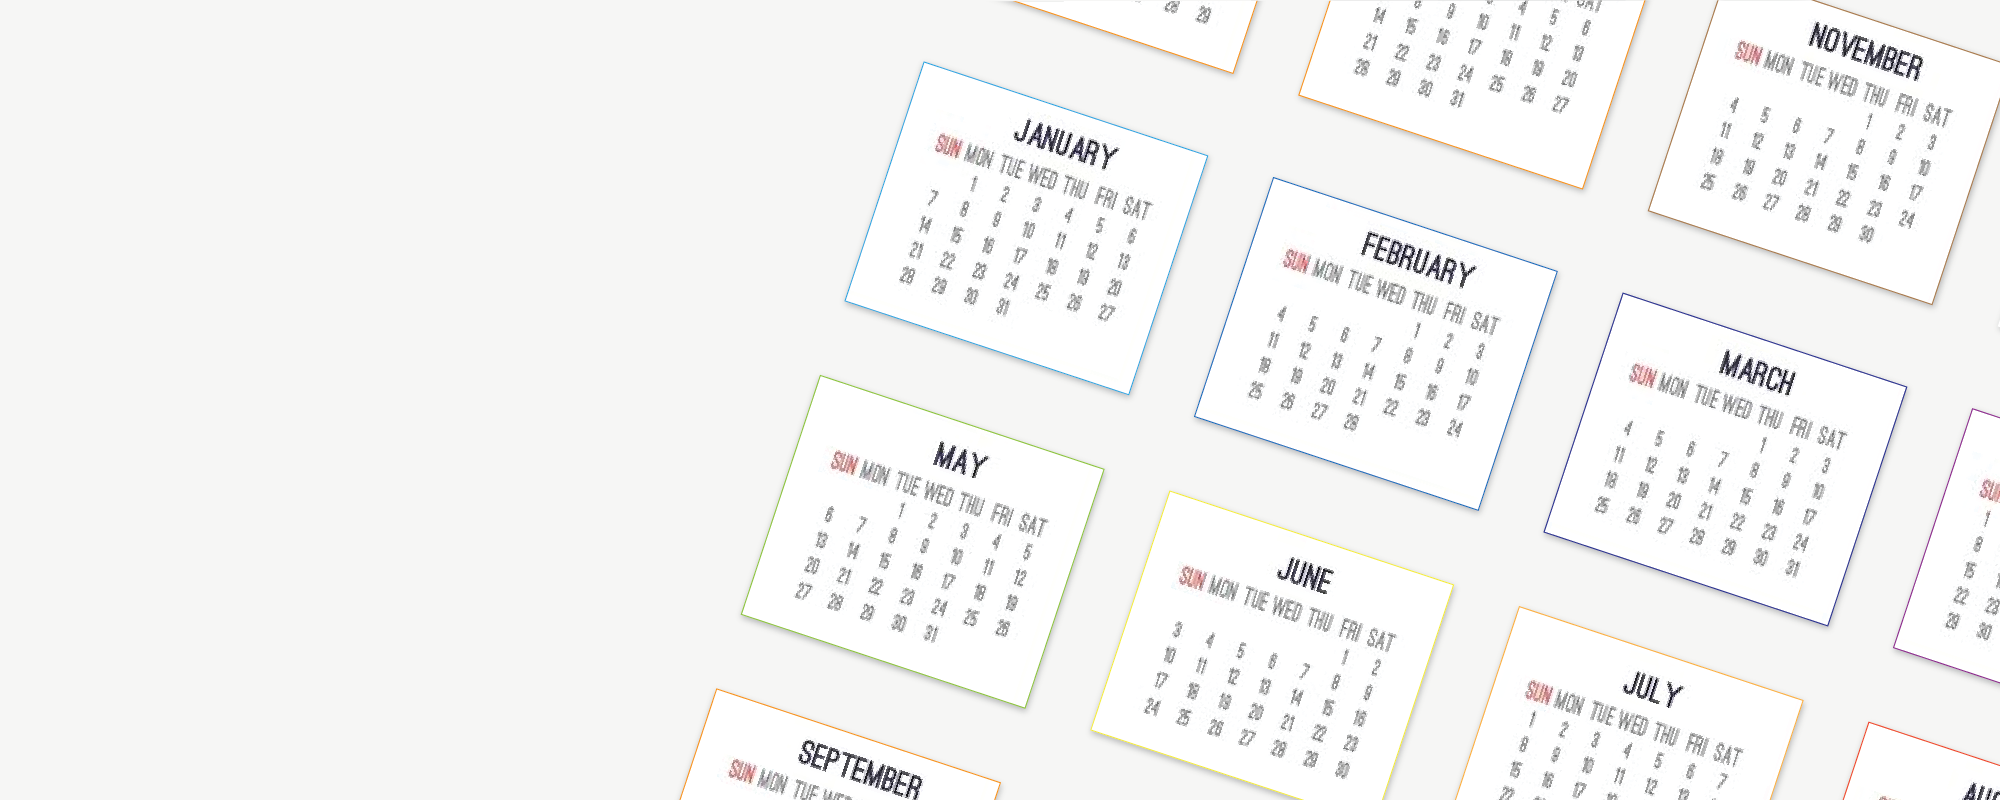 28 29
SAT
8 9 10 4 5 6
14 15 16 17 11 12 13
21 22 23 24 18 19 20
28 29 30 31 25 26 27
NOVEMBER
SUN MON TUE WED THU FRI SAT
1 2 3
4 5 6 7 8 9 10
11 12 13 14 15 16 17
18 19 20 21 22 23 24
25 26 27 28 29 30
JANUARY
SUN MON TUE WED THU FRI SAT
1 2 3 4 5 6
7 8 9 10 11 12 13
14 15 16 17 18 19 20
21 22 23 24 25 26 27
28 29 30 31
FEBRUARY
SUN MON TUE WED THU FRI SAT
1 2 3
4 5 6 7 8 9 10
11 12 13 14 15 16 17
18 19 20 21 22 23 24
25 26 27 28
MARCH
SUN MON TUE WED THU FRI SAT
1 2 3
4 5 6 7 8 9 10
11 12 13 14 15 16 17
18 19 20 21 22 23 24
25 26 27 28 29 30 31
SUN
1
8
15
22 23
29 30
MAY
SUN MON TUE WED THU FRI SAT
1 2 3 4 5
6 7 8 9 10 11 12
13 14 15 16 17 18 19
20 21 22 23 24 25 26
27 28 29 30 31
JUNE
SUN MON TUE WED THU FRI SAT
1 2
3 4 5 6 7 8 9
10 11 12 13 14 15 16
17 18 19 20 21 22 23
24 25 26 27 28 29 30
JULY
SUN MON TUE WED THU FRI SAT
1 2 3 4 5 6 7
8 9 10 11 12 13 14
15 16 17 18
22
SEPTEMBER
SUN MON TUE WED